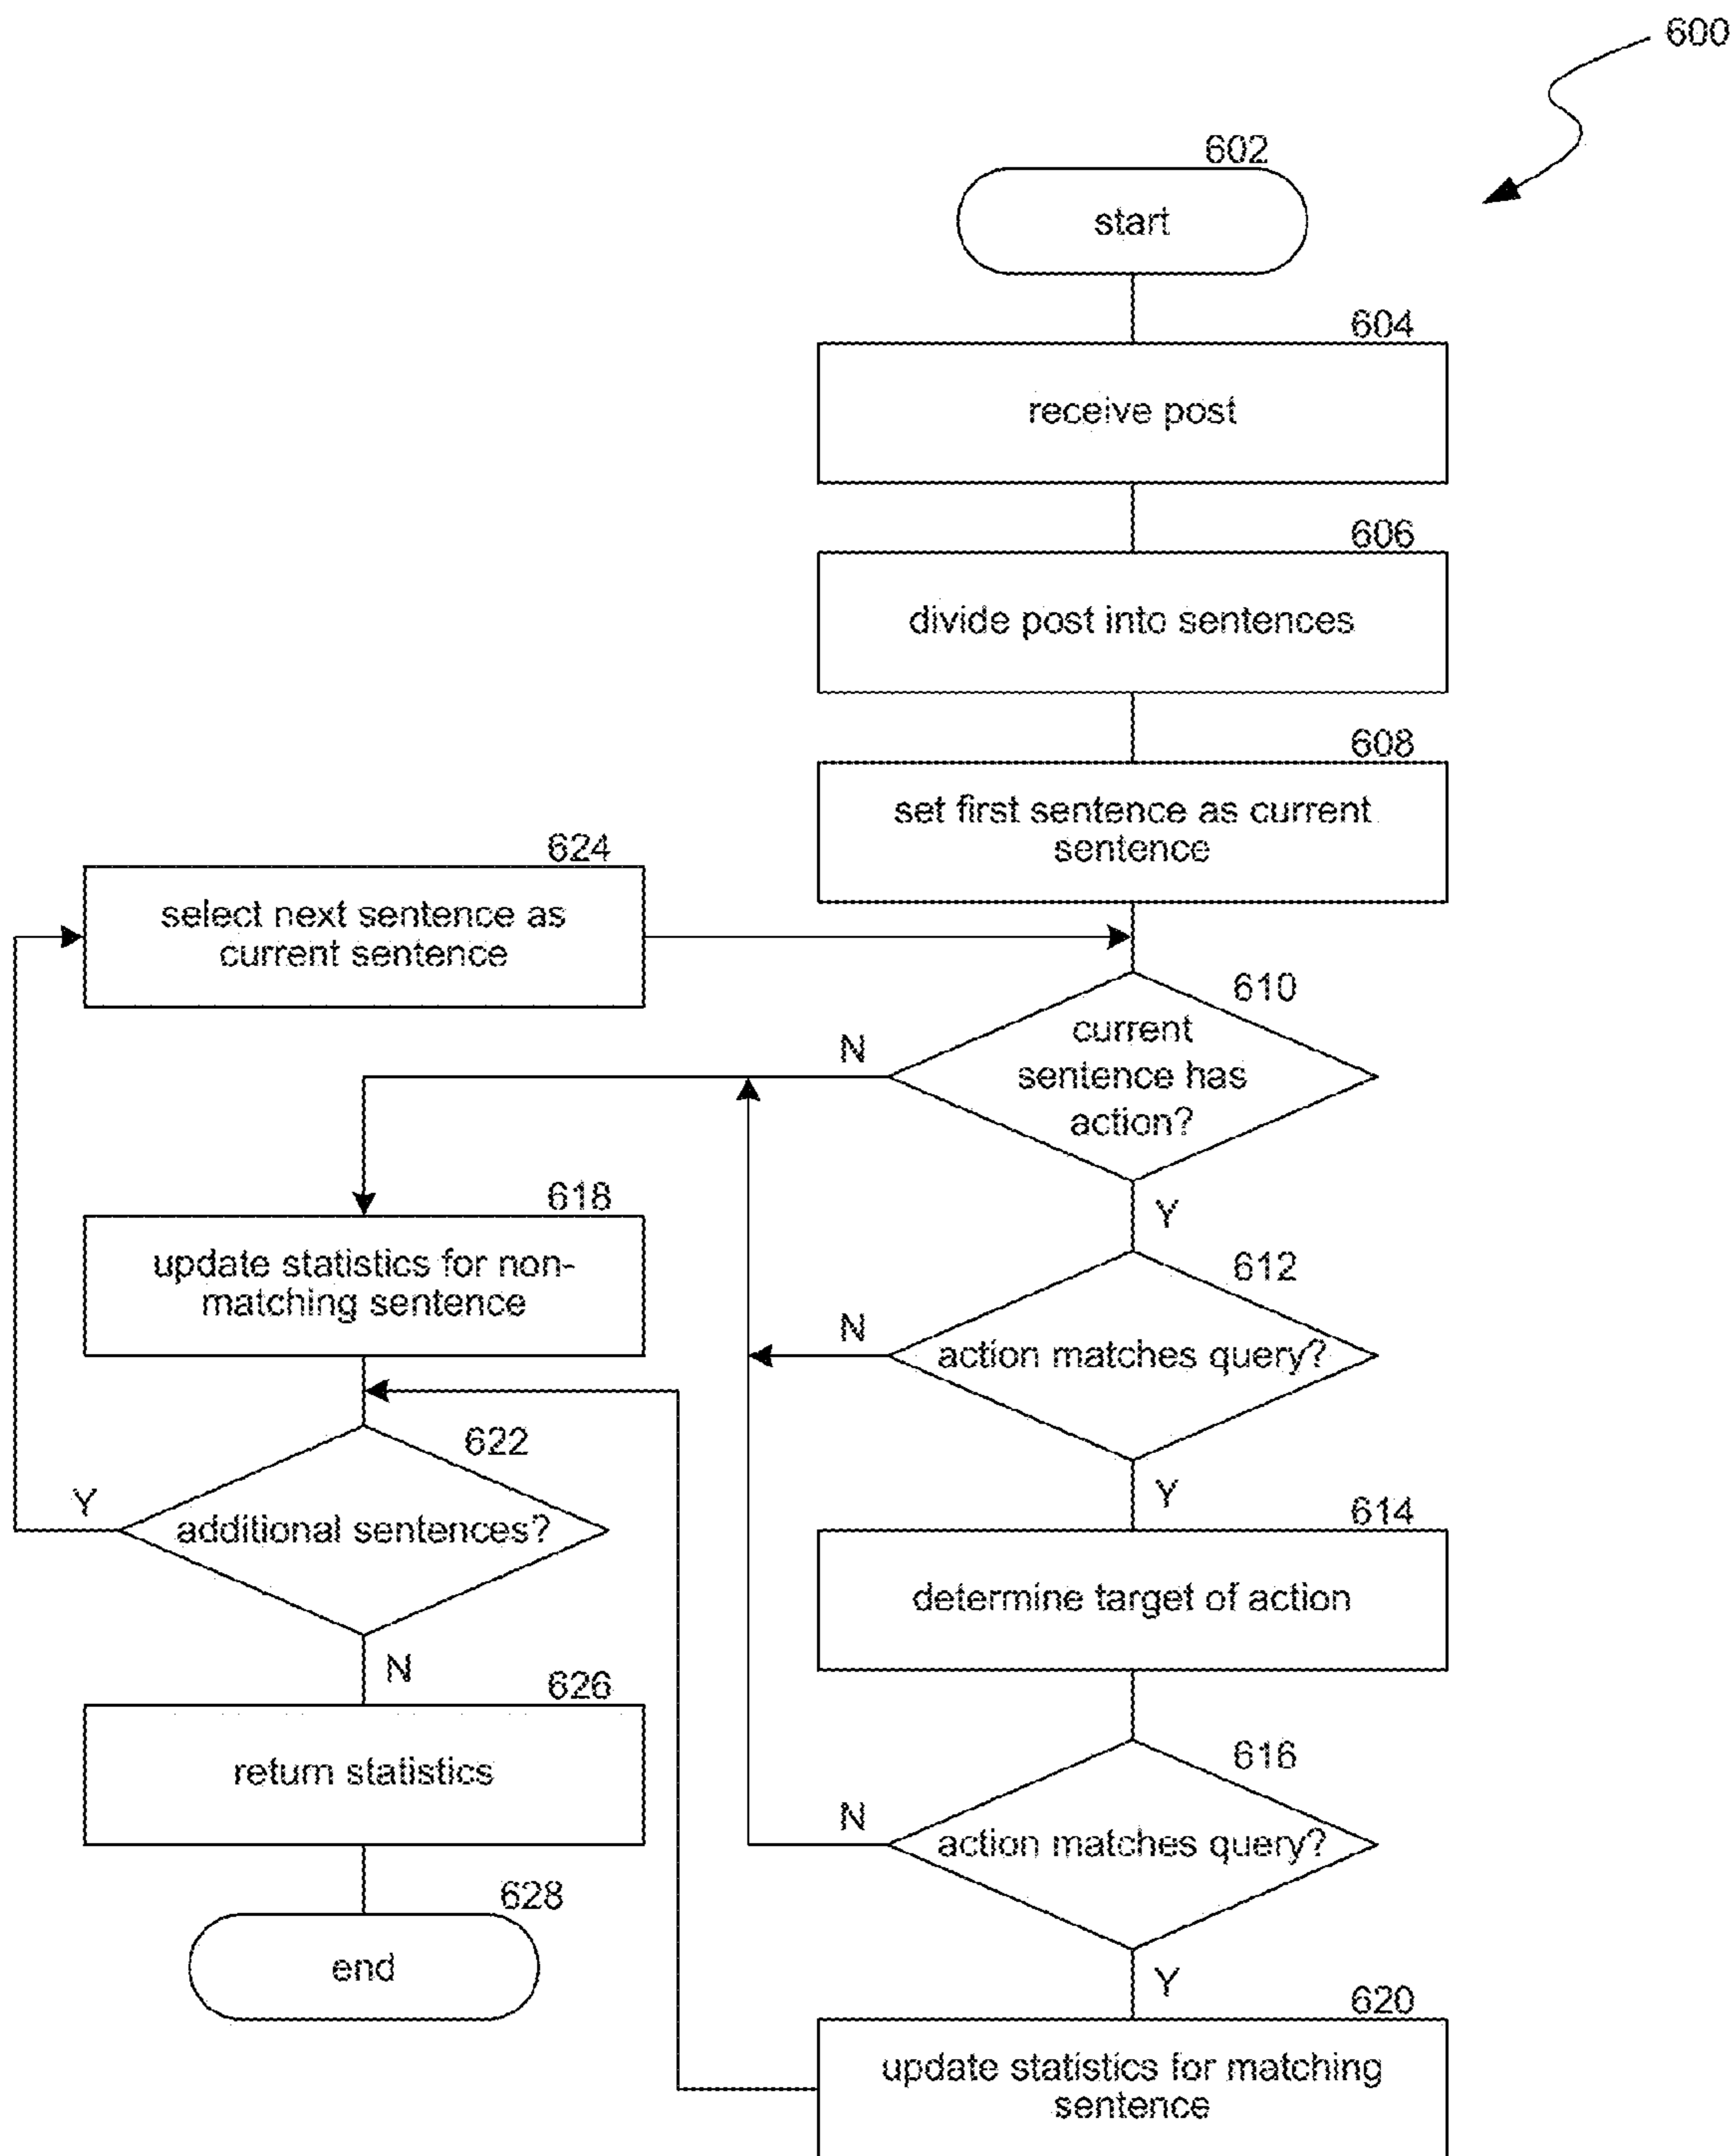 600
602
start
604
receive post
606
divide post into sentences
608
set first sentence as current
sentence
624
select next sentence as
current sentence
610
current
sentence has
action?
N
Y
618
update statistics for non-
matching sentence
612
action matches query?
N
Y
622
additional sentences?
Y
N
614
determine target of action
626
return statistics
616
action matches query?
N
Y
628
end
620
update statistics for matching
sentence